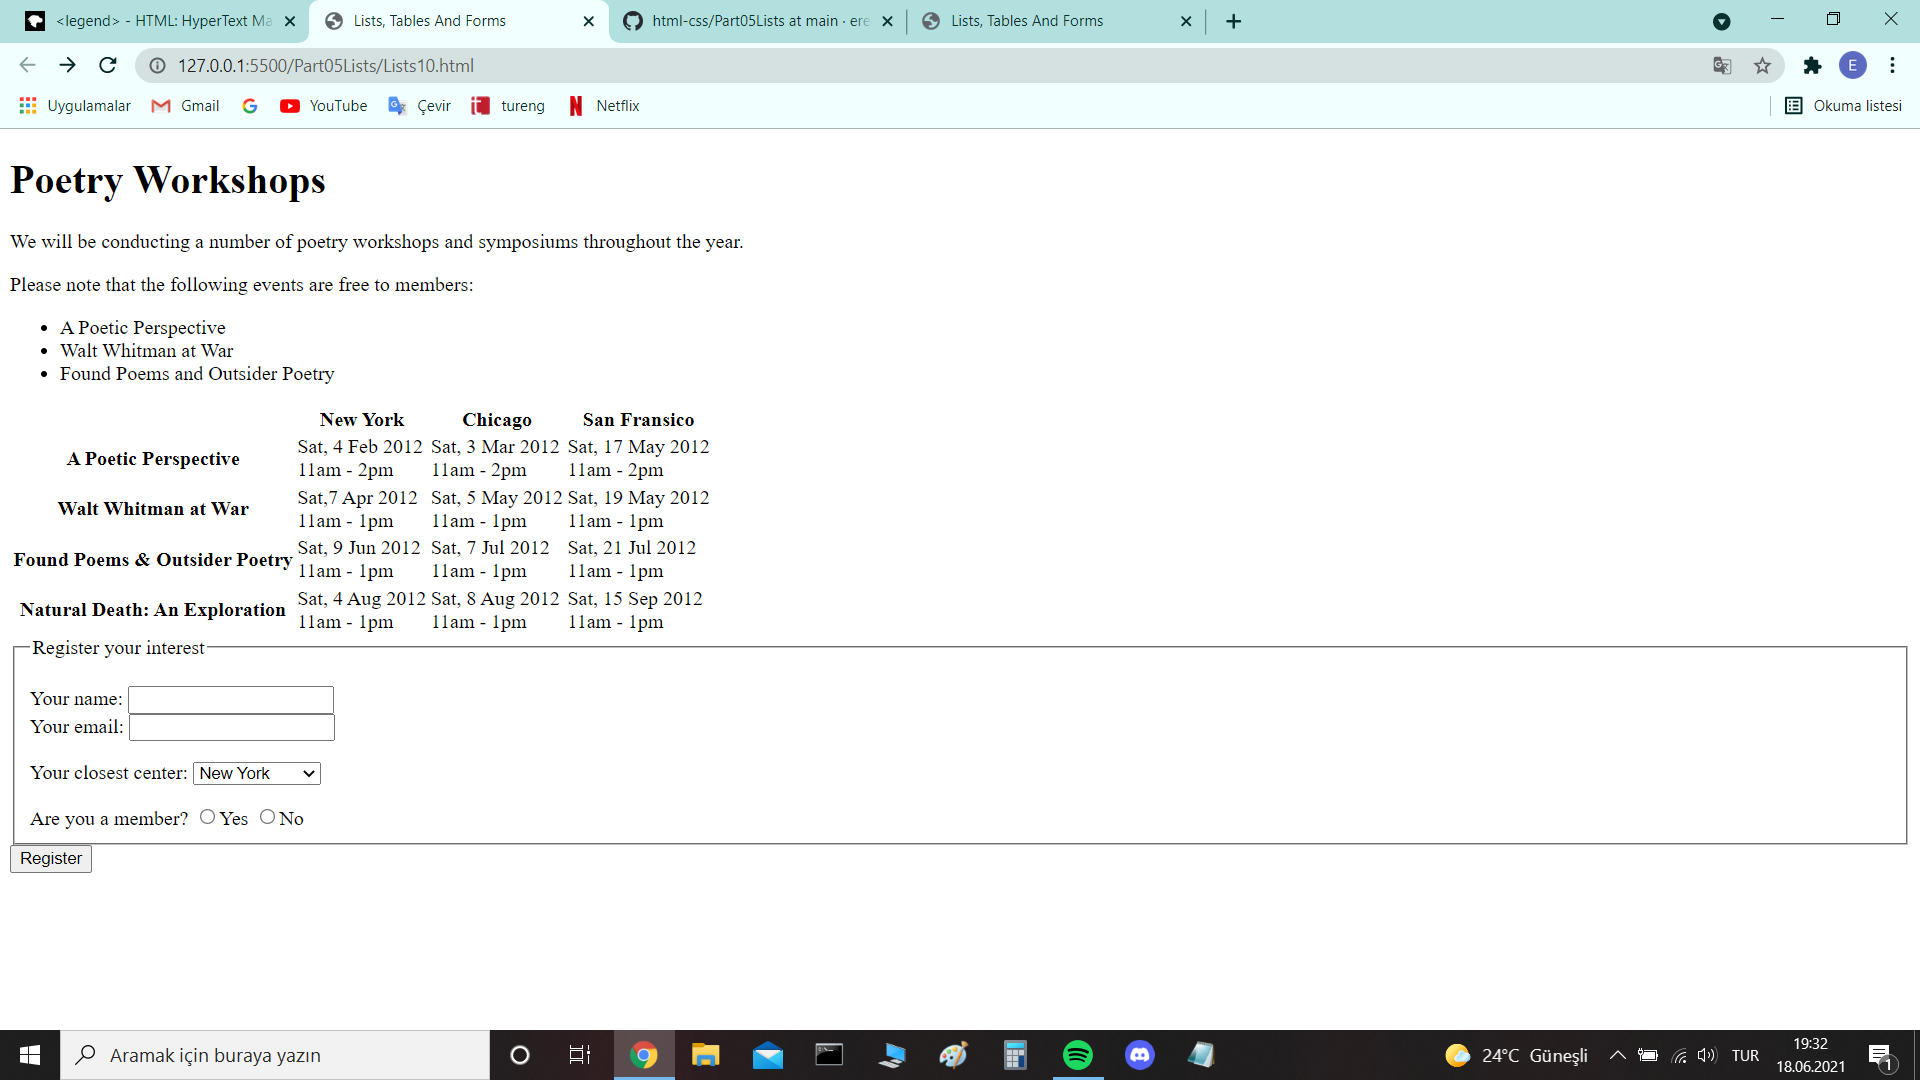 <legend> - HTML: HyperText Ma
Lists, Tables And Forms
html-css/Part05Lists at main · ere
Lists, Tables And Forms
127.0.0.1:5500/Part05Lists/Lists10.html
E
Uygulamalar
Gmail
YouTube
Çevir
tureng
Netflix
Okuma listesi
Poetry Workshops
We will be conducting a number of poetry workshops and symposiums throughout the year.
Please note that the following events are free to members:
• A Poetic Perspective
• Walt Whitman at War
• Found Poems and Outsider Poetry
New York Chicago San Fransico
A Poetic Perspective Sat, 4 Feb 2012 Sat, 3 Mar 2012 Sat, 17 May 2012
11am - 2pm 11am - 2pm 11am - 2pm
Walt Whitman at War Sat,7 Apr 2012 Sat, 5 May 2012 Sat, 19 May 2012
11am - 1pm 11am - 1pm 11am - 1pm
Found Poems & Outsider Poetry Sat, 9 Jun 2012 Sat, 7 Jul 2012 Sat, 21 Jul 2012
11am - 1pm 11am - 1pm 11am - 1pm
Natural Death: An Exploration Sat, 4 Aug 2012 Sat, 8 Aug 2012 Sat, 15 Sep 2012
11am - 1pm 11am - 1pm 11am - 1pm
Register your interest
Your name:
Your email:
Your closest center: New York
Are you a member? Yes No
Register
Aramak için buraya yazın
24°C Güneşli
TUR
19:32
18.06.2021
1